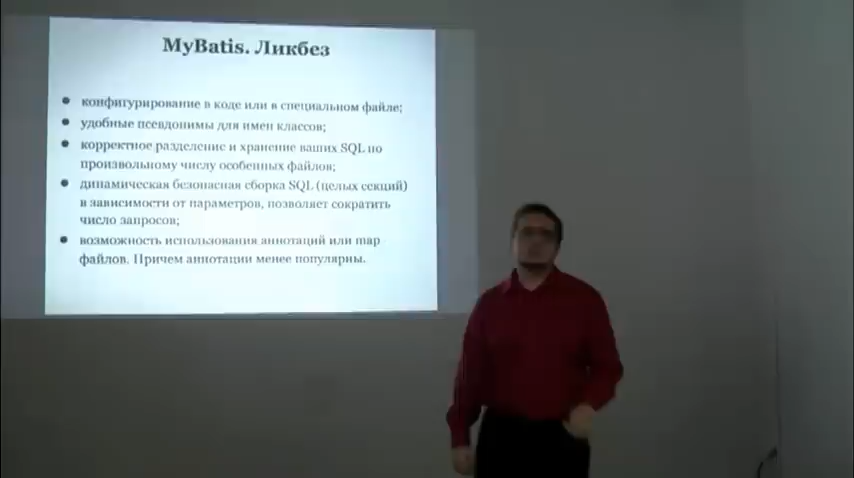 MyBatis. Ликбез
• конфигурирование в коде или в специальном файле;
• удобные псевдонимы для имен классов;
• корректное разделение и хранение ваших SQL по
произвольному числу особенных файлов;
• динамическая безопасная сборка SQL (целых секций)
в зависимости от параметров, позволяет сократить
число запросов;
• возможность использования аннотаций или map
файлов. Причем аннотации менее популярны.